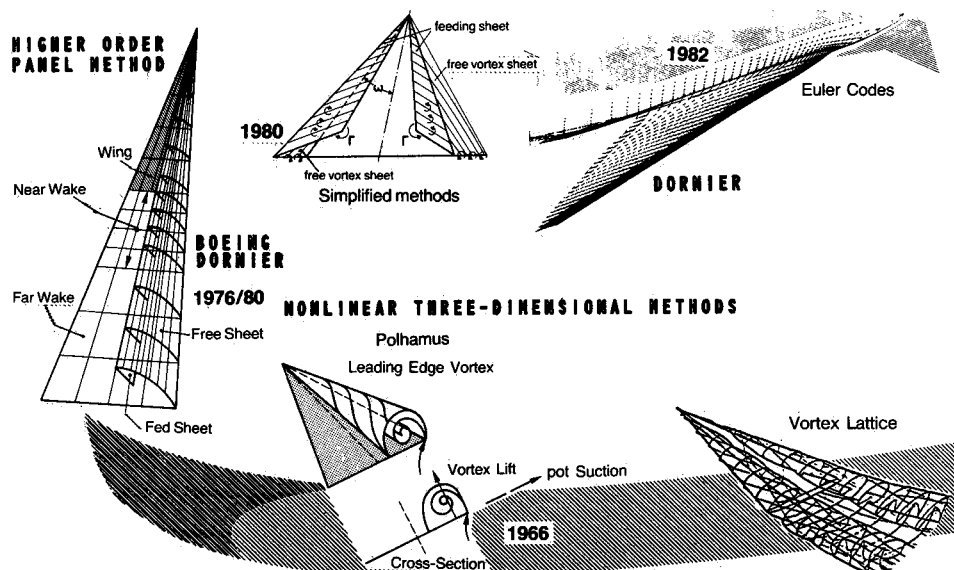 HIGHER ORDER
PANEL METHOD
Wing
Near Wake
BOEING
DORNIER
1976/80
Far Wake
Free Sheet
Fed Sheet
feeding sheet
free vortex sheet
1980
ω
Γ
Γ
free vortex sheet
Simplified methods
1982
Euler Codes
DORNIER
NONLINEAR THREE-DIMENSIONAL METHODS
Polhamus
Leading Edge Vortex
Vortex Lift
pot Suction
1966
Cross-Section
Vortex Lattice